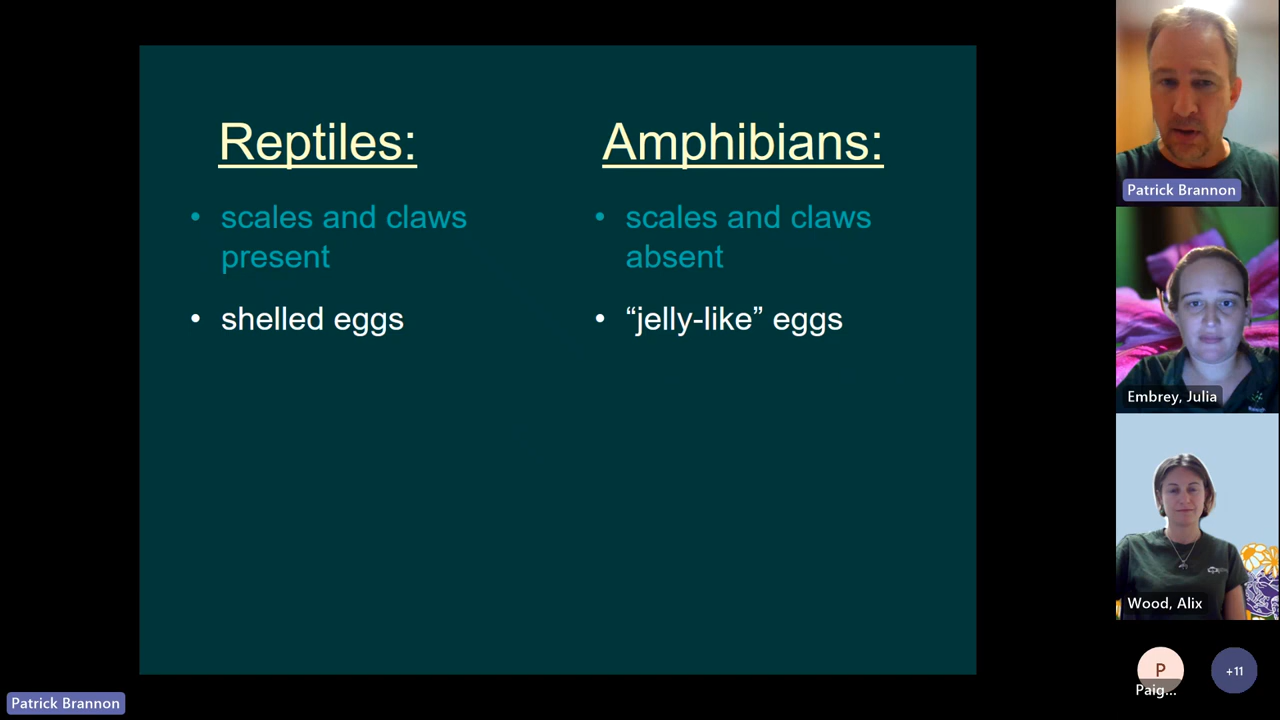 Reptiles:
• scales and claws
present
• shelled eggs
Amphibians:
• scales and claws
absent
• “jelly-like” eggs
Patrick Brannon
Embrey, Julia
Wood, Alix
P
Paig...
+11
Patrick Brannon